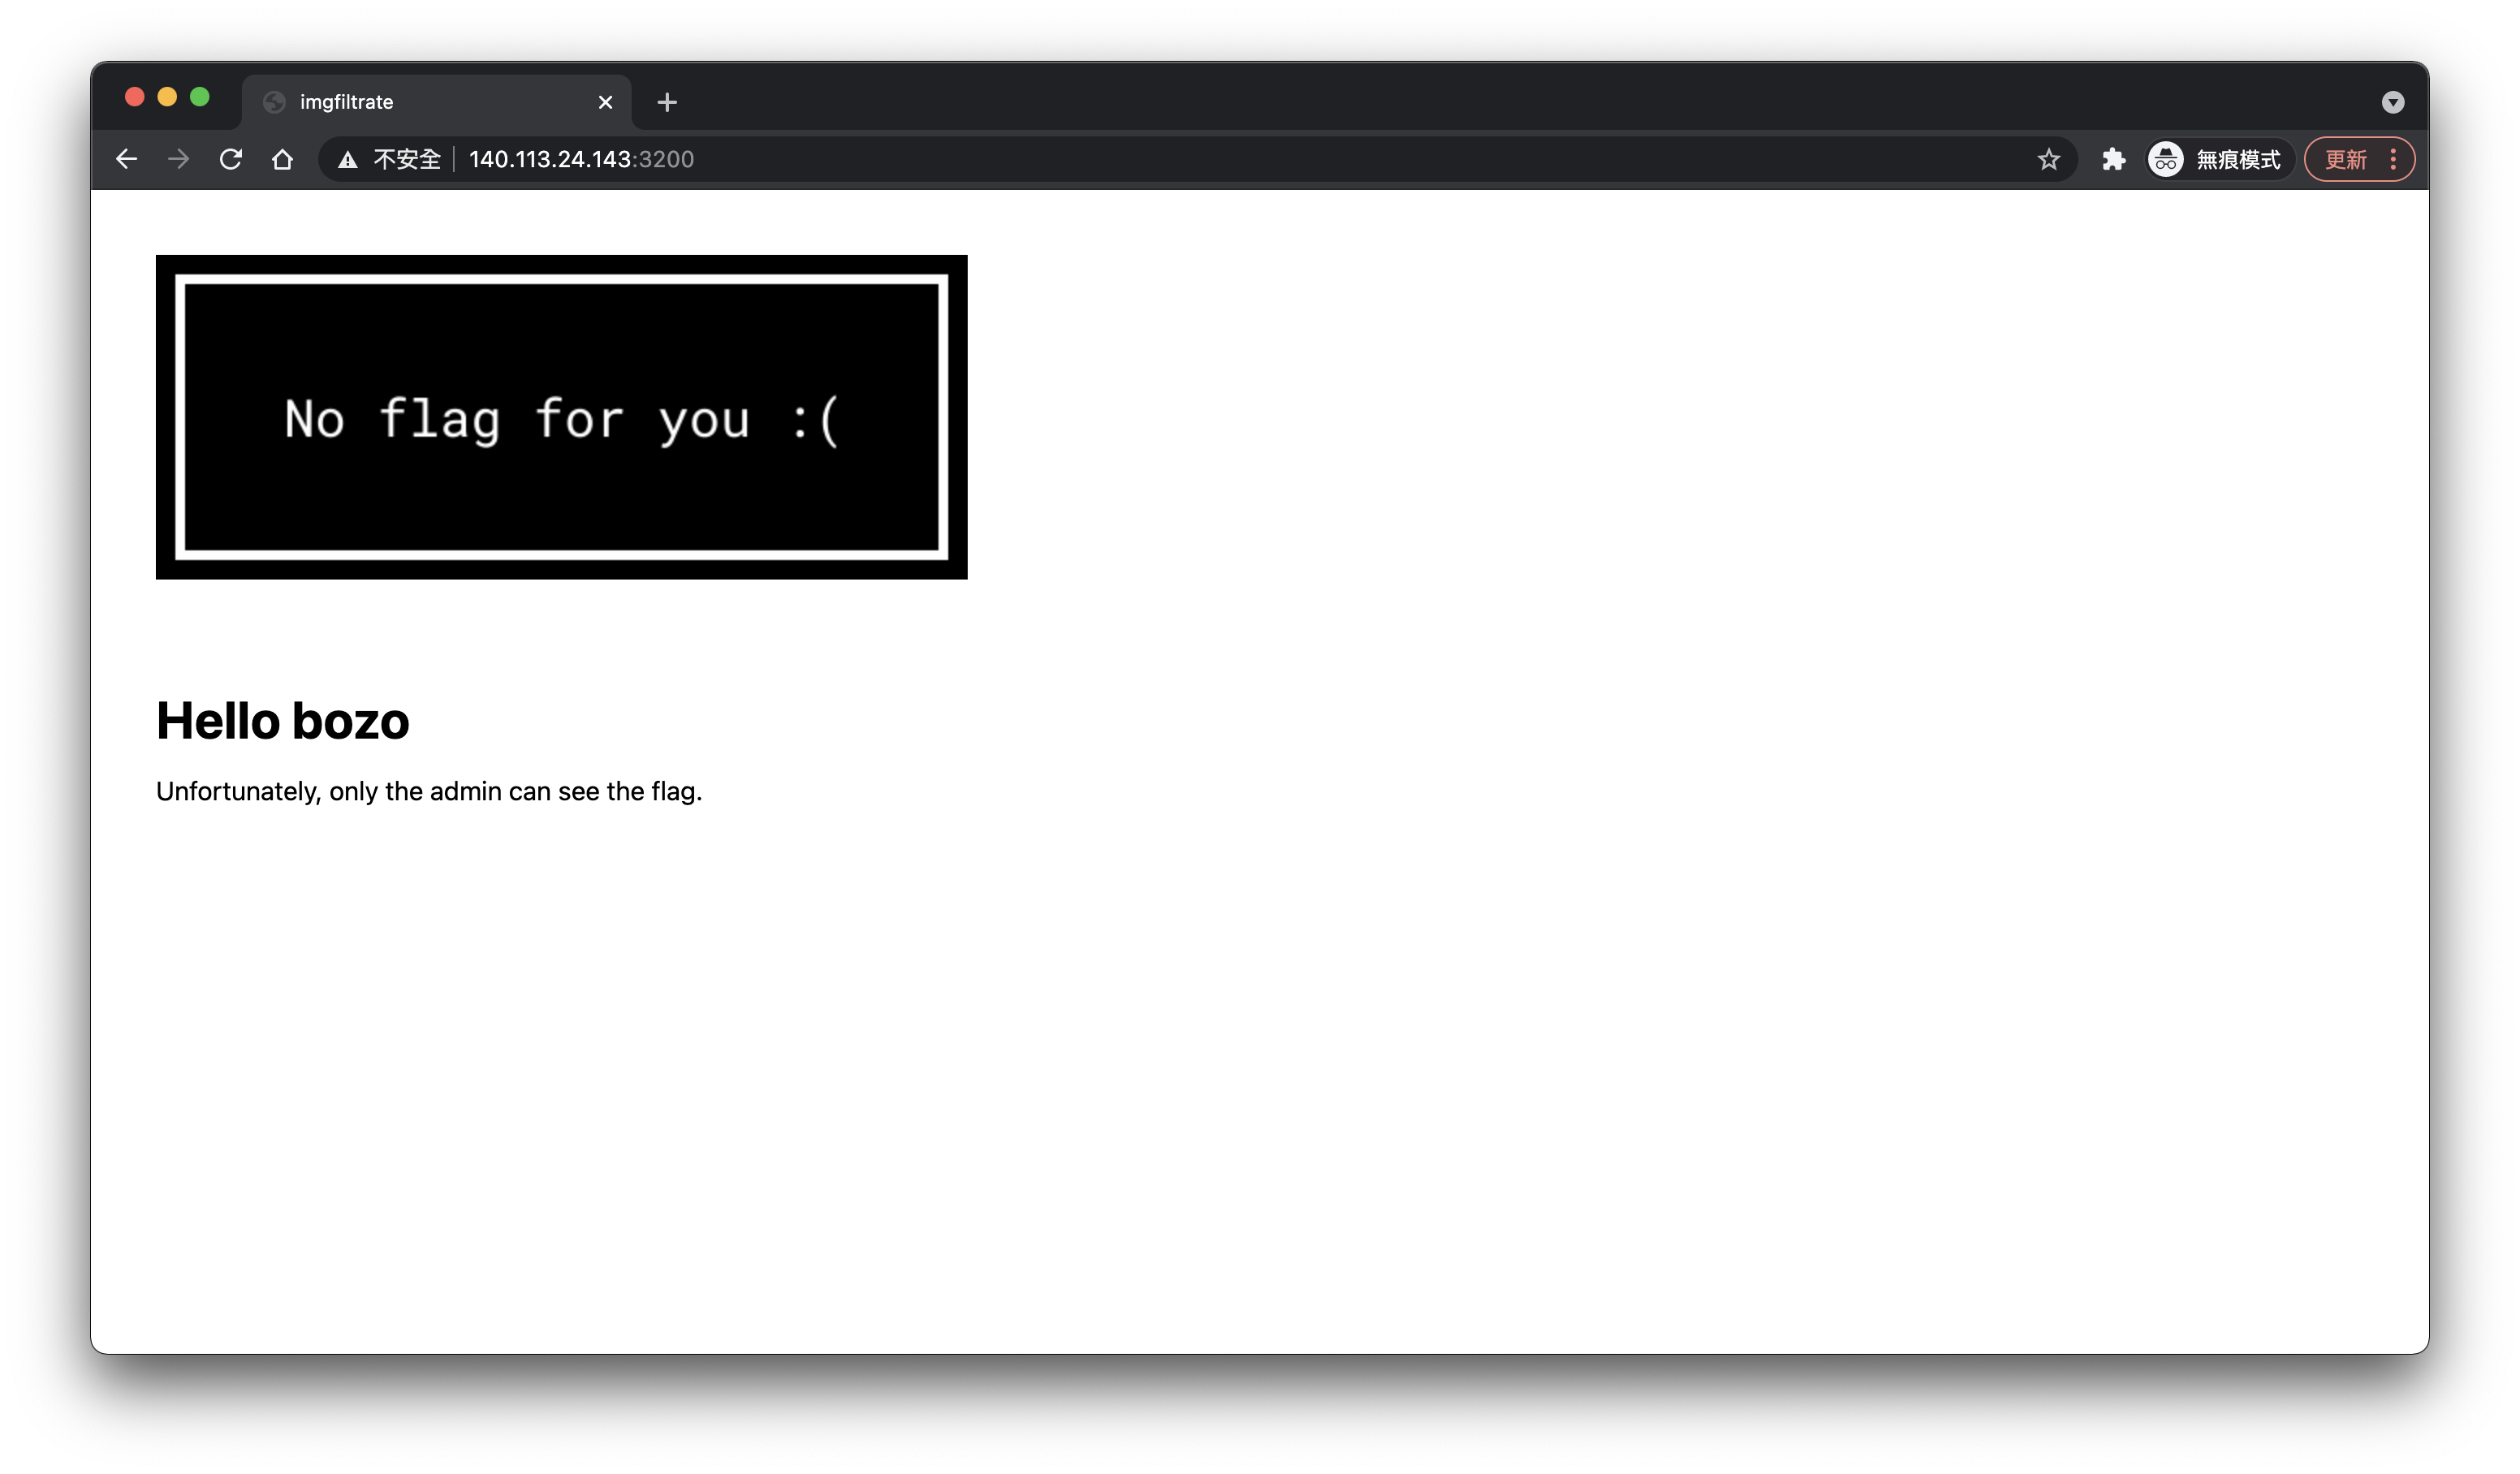 imgfiltrate
不安全 140.113.24.143:3200 無痕模式 更新
No flag for you :(
Hello bozo
Unfortunately, only the admin can see the flag.